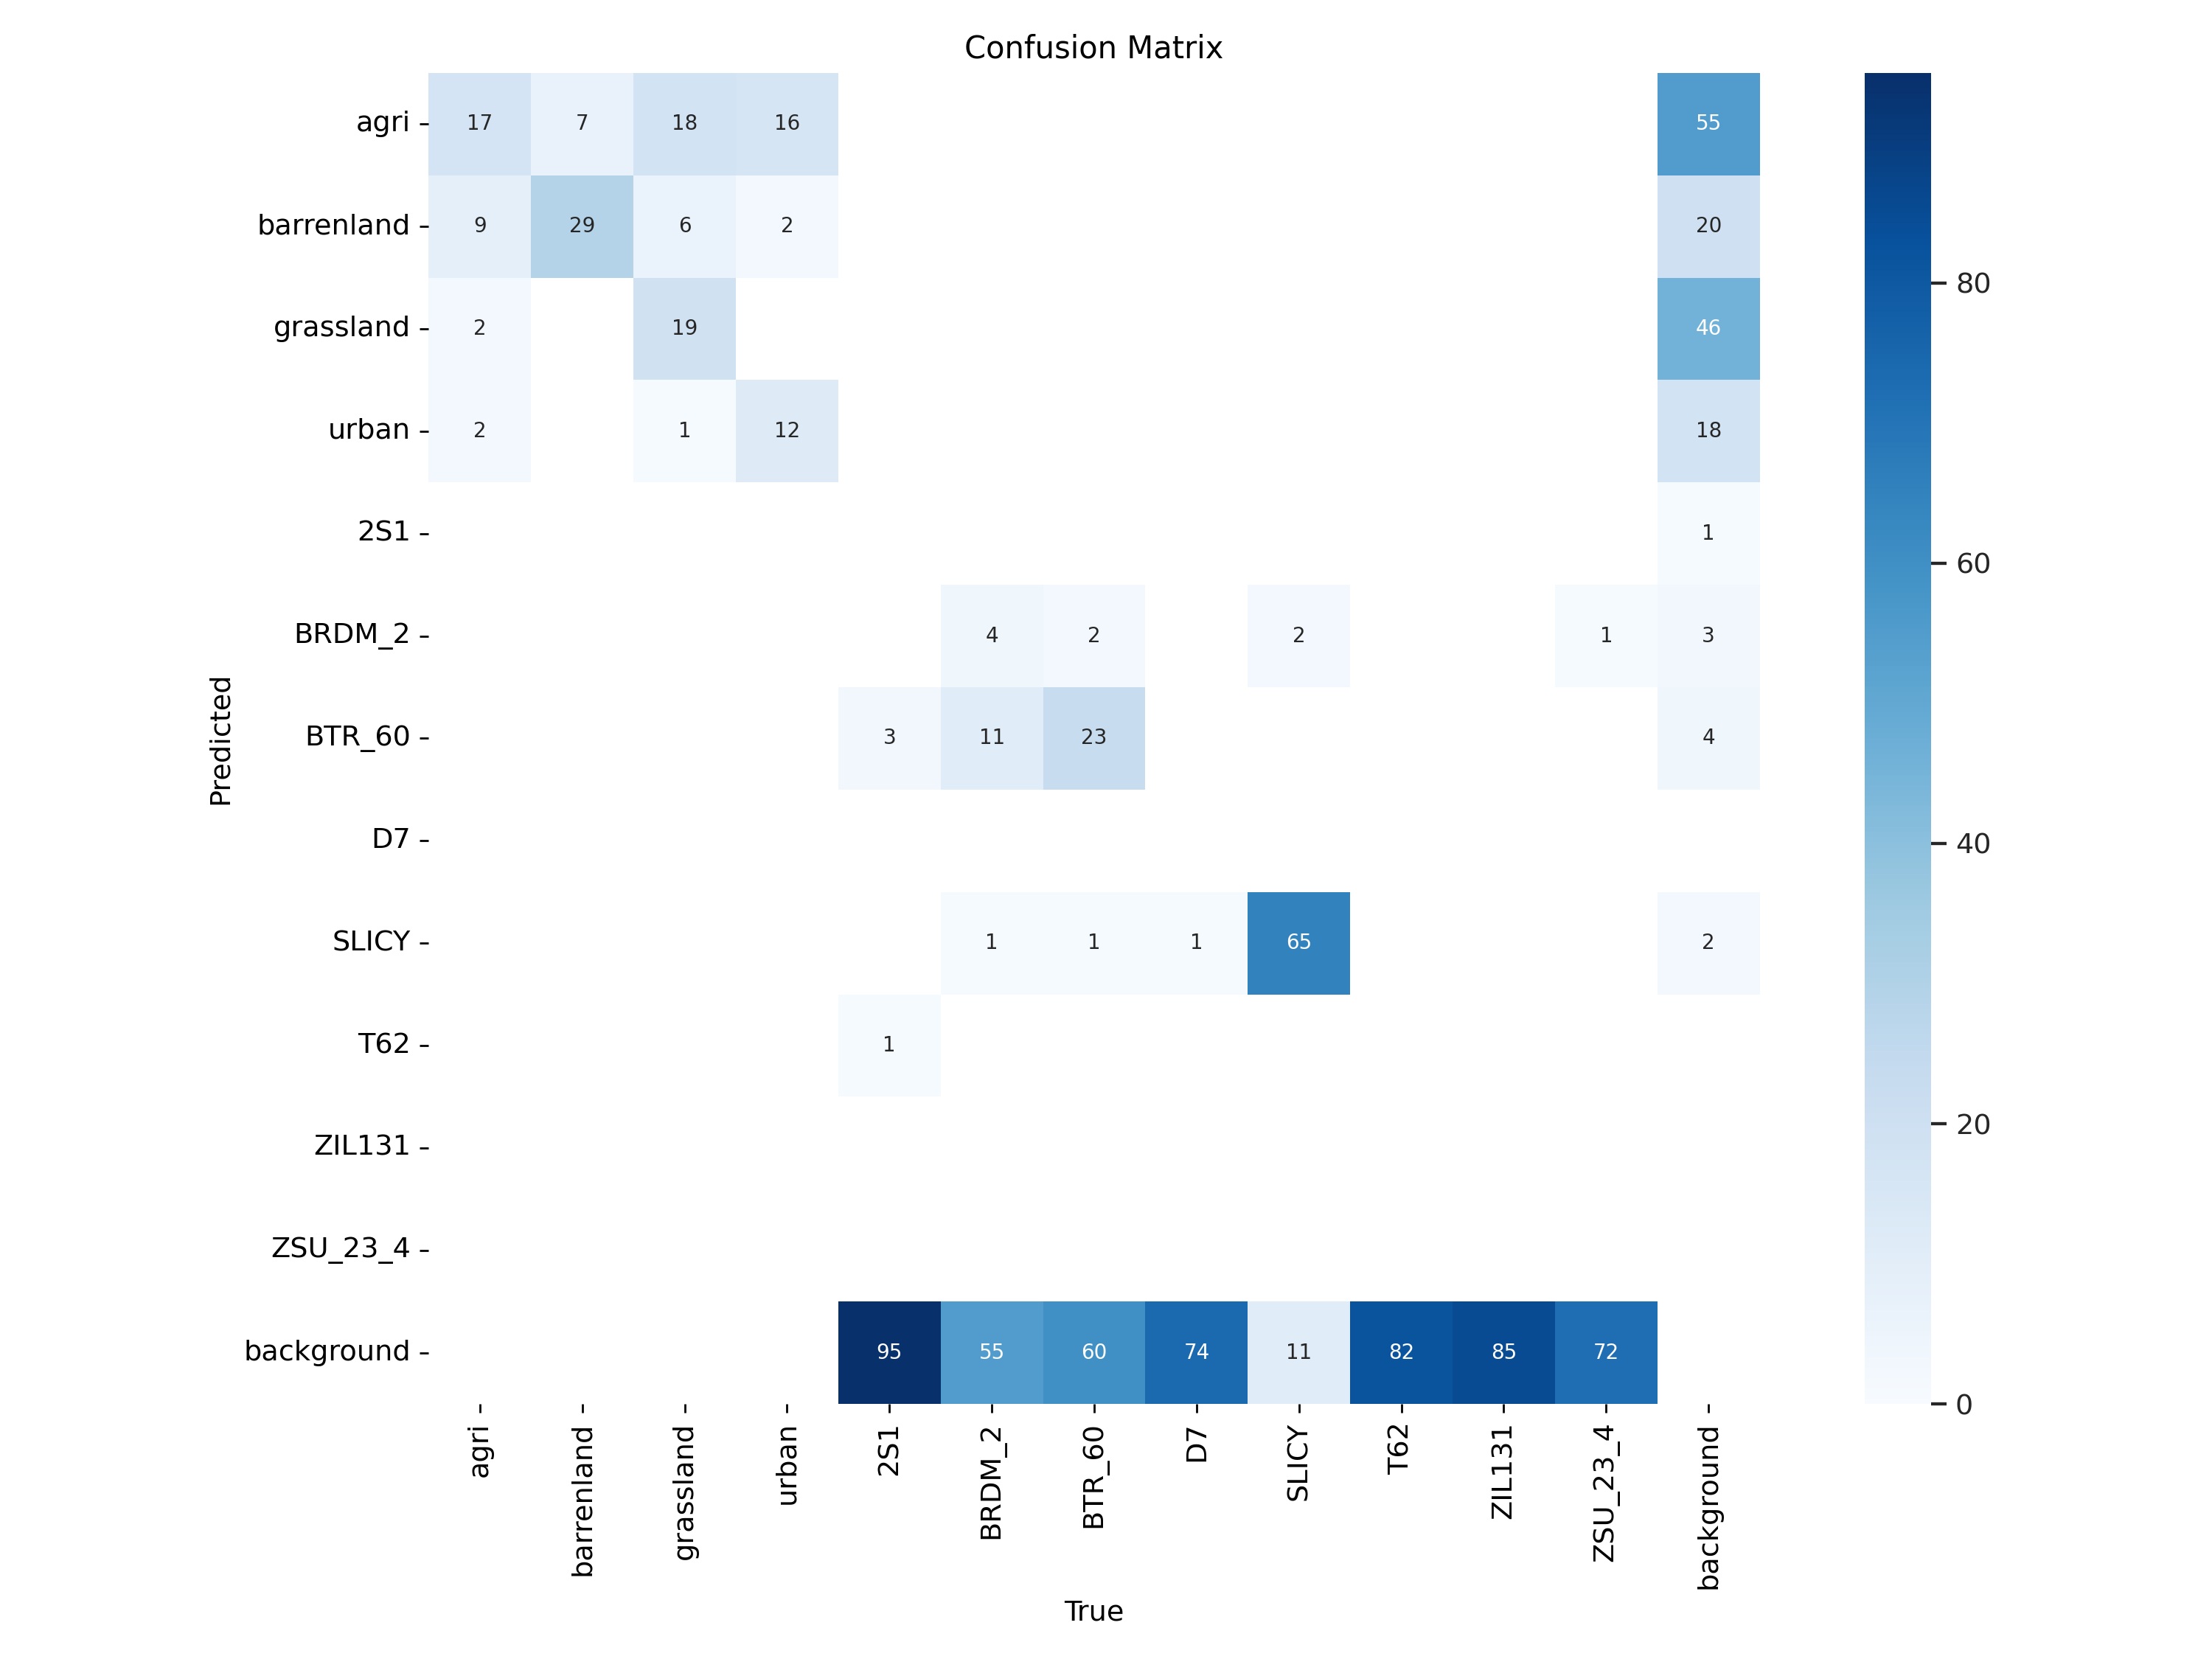 Confusion Matrix
agri 17 7 18 16 55
barrenland 9 29 6 2 20
grassland 2 19 46
urban 2 1 12 18
2S1 1
BRDM_2 4 2 2 1 3
BTR_60 3 11 23 4
D7
SLICY 1 1 1 65 2
T62 1
ZIL131
ZSU_23_4
background 95 55 60 74 11 82 85 72
Predicted
agri barrenland grassland urban 2S1 BRDM_2 BTR_60 D7 SLICY T62 ZIL131 ZSU_23_4 background
True
80
60
40
20
0